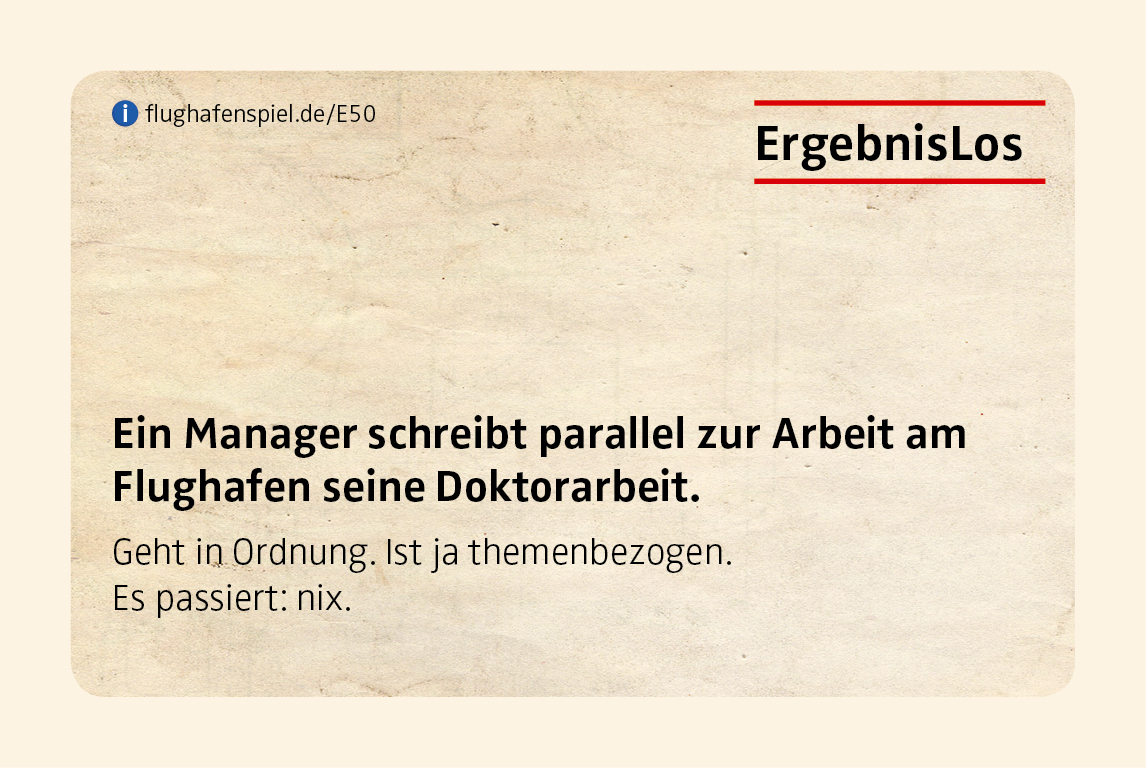 i flughafenspiel.de/E50
ErgebnisLos
Ein Manager schreibt parallel zur Arbeit am
Flughafen seine Doktorarbeit.
Geht in Ordnung. Ist ja themenbezogen.
Es passiert: nix.